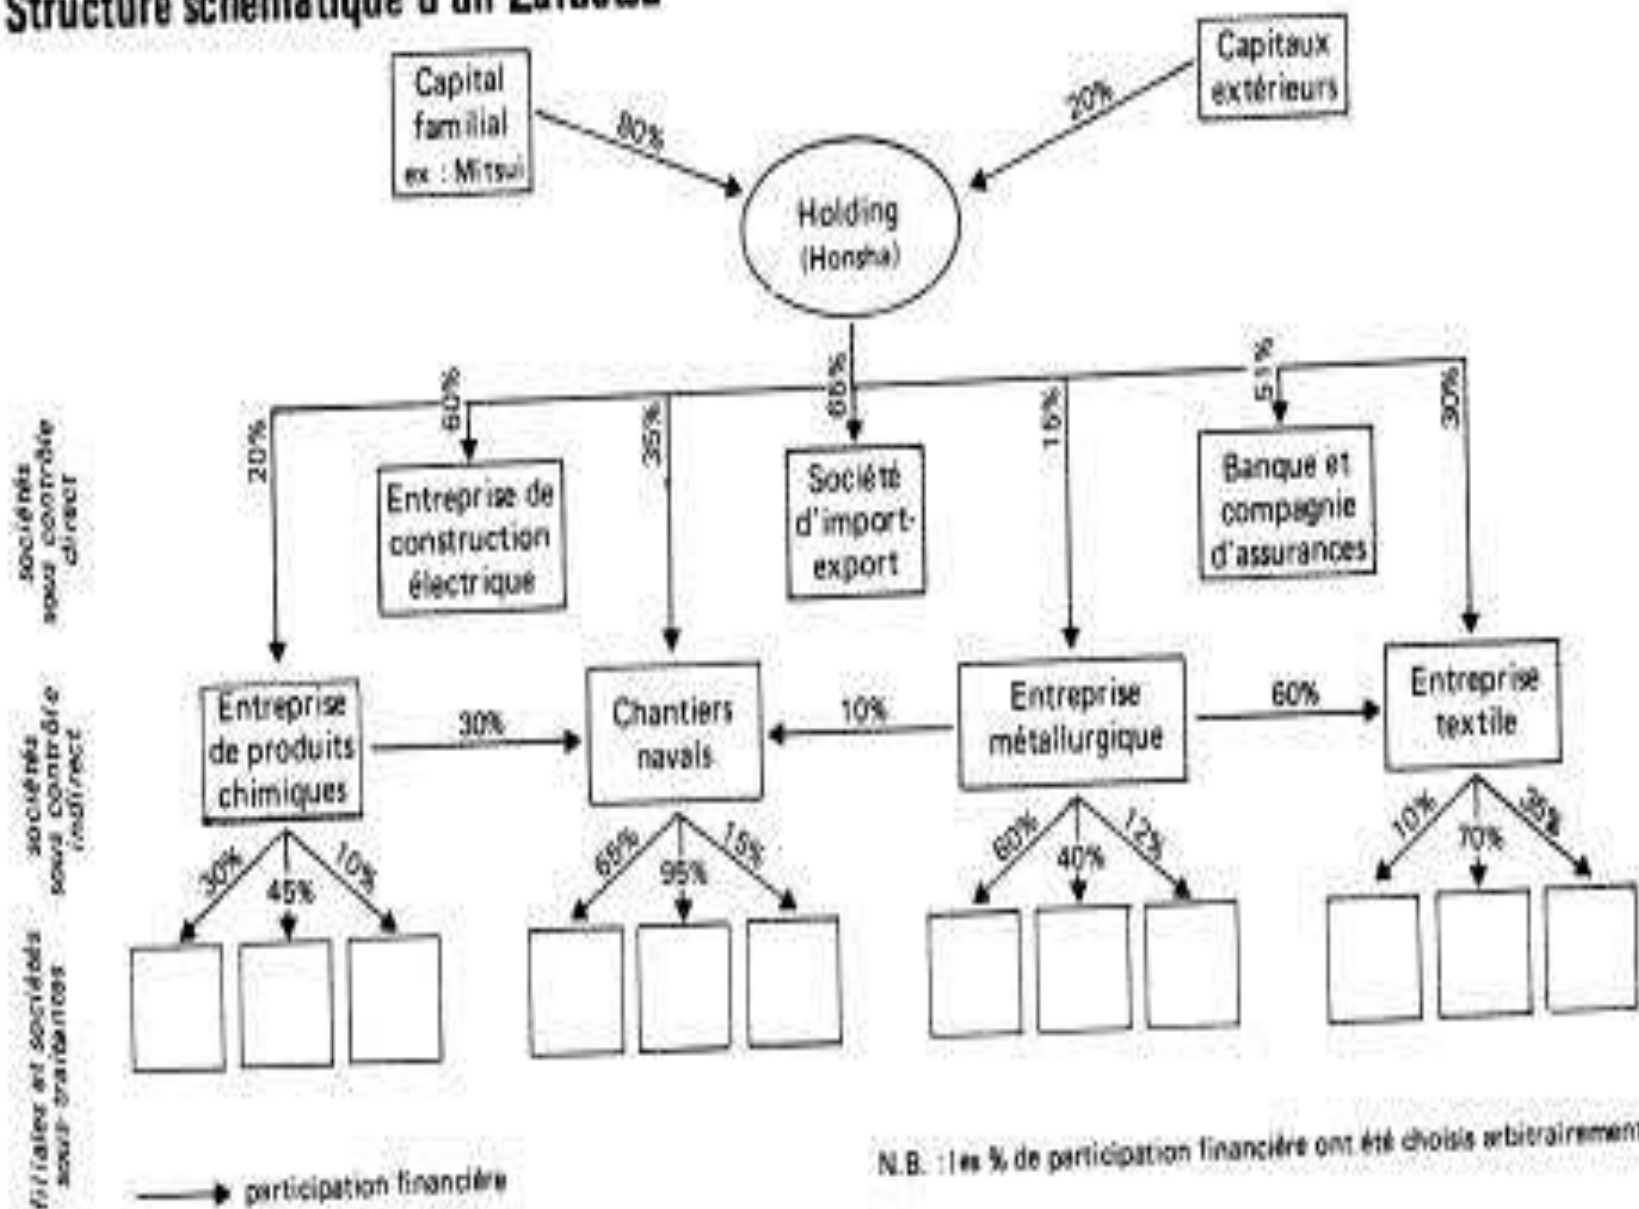 Structure schématique d'un
Capital
familial
ex : Mitsui
80%
Capitaux
extérieurs
20%
Holding
(Honsha)
20%
60%
35%
15%
51%
30%
sociétés
sous contrôle
direct
Entreprise de
construction
électrique
Société
d'import-
export
Banque et
compagnie
d'assurances
sociétés
sous contrôle
indirect
Entreprise
de produits
chimiques
30%
Chantiers
navals
10%
Entreprise
métallurgique
60%
Entreprise
textile
30%
45%
10%
95%
15%
60%
40%
12%
10%
70%
35%
filiales et sociétés
sous-traitantes
participation financière
N.B. : les % de participation financière ont été choisis arbitrairement